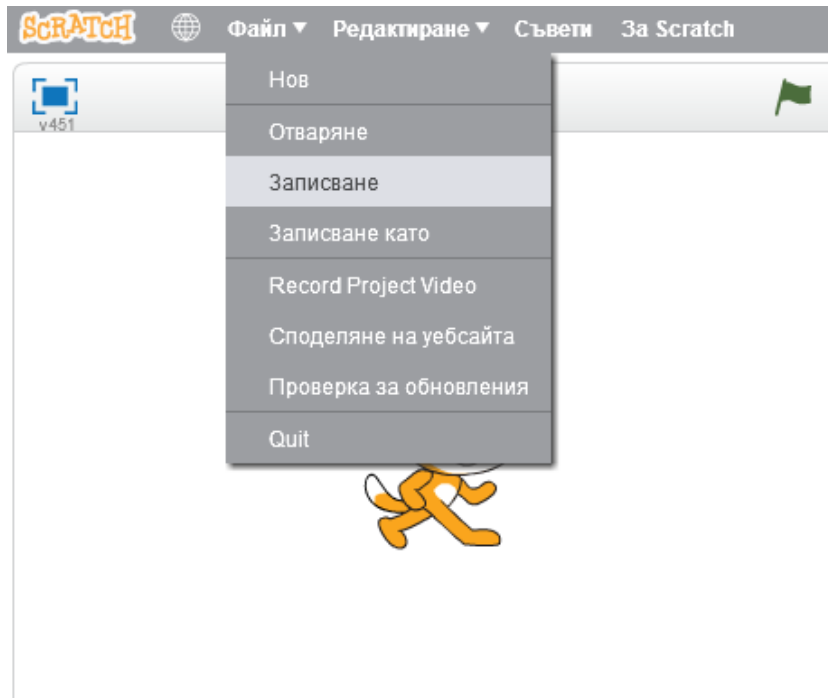 SCRATCH Файл Редактиране Съвети За Scratch
v451
Нов
Отваряне
Записване
Записване като
Record Project Video
Споделяне на уебсайта
Проверка за обновления
Quit